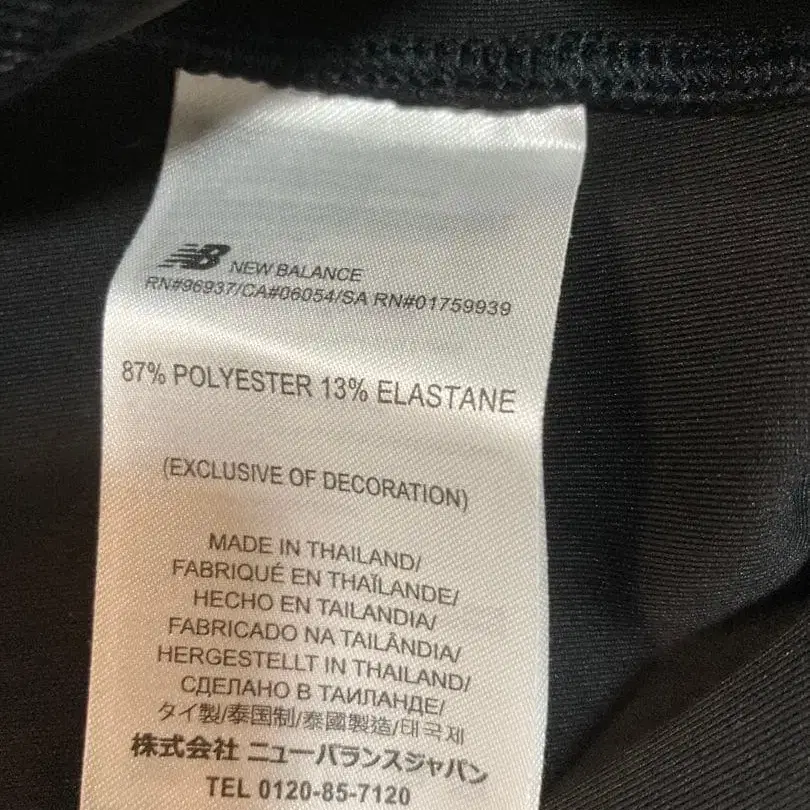 NB NEW BALANCE
RN#96937/CA#06054/SA RN#01759939
87% POLYESTER 13% ELASTANE
(EXCLUSIVE OF DECORATION)
MADE IN THAILAND/
FABRIQUÉ EN THAÏLANDE/
HECHO EN TAILANDIA/
FABRICADO NA TAILÂNDIA/
HERGESTELLT IN THAILAND/
СДЕЛАНО В ТАИЛАНДЕ/
タイ製/泰国制/泰國製造/태국제
株式会社 ニューバランスジャパン
TEL 0120-85-7120